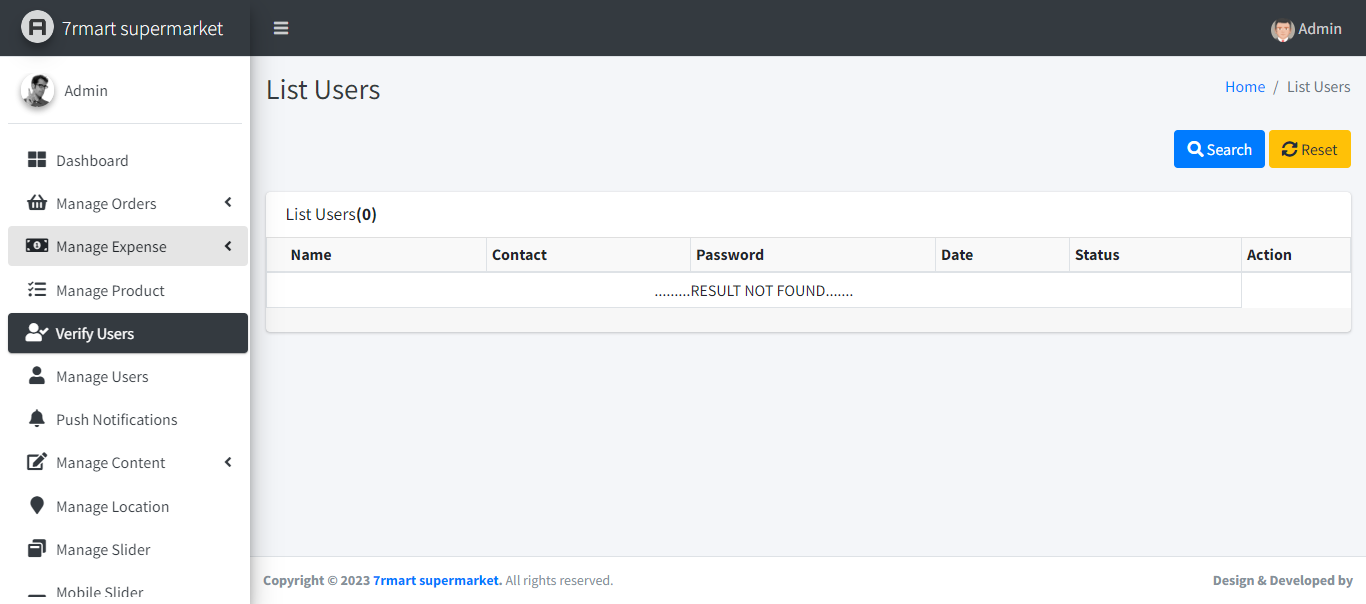 7rmart supermarket
Admin
Admin
List Users
Home / List Users
Dashboard
Search
Reset
Manage Orders
List Users(0)
Manage Expense
Name Contact Password Date Status Action
Manage Product
.........RESULT NOT FOUND.......
Verify Users
Manage Users
Push Notifications
Manage Content
Manage Location
Manage Slider
Mobile Slider
Copyright © 2023 7rmart supermarket. All rights reserved.
Design & Developed by